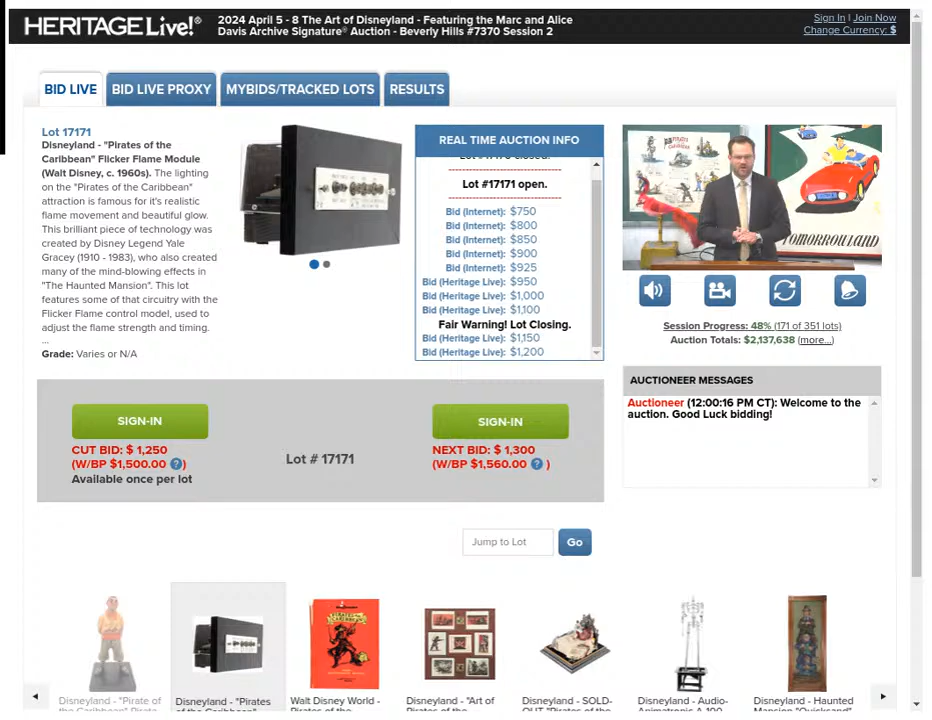 HERITAGE Live!®
2024 April 5 - 8 The Art of Disneyland - Featuring the Marc and Alice
Davis Archive Signature® Auction - Beverly Hills #7370 Session 2
Sign In | Join Now
Change Currency: $
BID LIVE
BID LIVE PROXY
MYBIDS/TRACKED LOTS
RESULTS
Lot 17171
Disneyland - "Pirates of the
Caribbean" Flicker Flame Module
(Walt Disney, c. 1960s). The lighting
on the "Pirates of the Caribbean"
attraction is famous for it's realistic
flame movement and beautiful glow.
This brilliant piece of technology was
created by Disney Legend Yale
Gracey (1910 - 1983), who also created
many of the mind-blowing effects in
"The Haunted Mansion". This lot
features some of that circuitry with the
Flicker Flame control model, used to
adjust the flame strength and timing.
...
Grade: Varies or N/A
REAL TIME AUCTION INFO
Lot #17171 open.
Bid (Internet): $750
Bid (Internet): $800
Bid (Internet): $850
Bid (Internet): $900
Bid (Internet): $925
Bid (Heritage Live): $950
Bid (Heritage Live): $1,000
Bid (Heritage Live): $1,100
Fair Warning! Lot Closing.
Bid (Heritage Live): $1,150
Bid (Heritage Live): $1,200
TOMORROWLAND
Session Progress: 48% (171 of 351 lots)
Auction Totals: $2,137,638 (more...)
AUCTIONEER MESSAGES
Auctioneer (12:00:16 PM CT): Welcome to the
auction. Good Luck bidding!
SIGN-IN
CUT BID: $ 1,250
(W/BP $1,500.00 ?)
Available once per lot
Lot # 17171
SIGN-IN
NEXT BID: $ 1,300
(W/BP $1,560.00 ? )
Jump to Lot
Go
Disneyland - "Pirate of
Disneyland - "Pirates
Walt Disney World -
Disneyland - "Art of
Disneyland - SOLD-
Disneyland - Audio-
Disneyland - Haunted